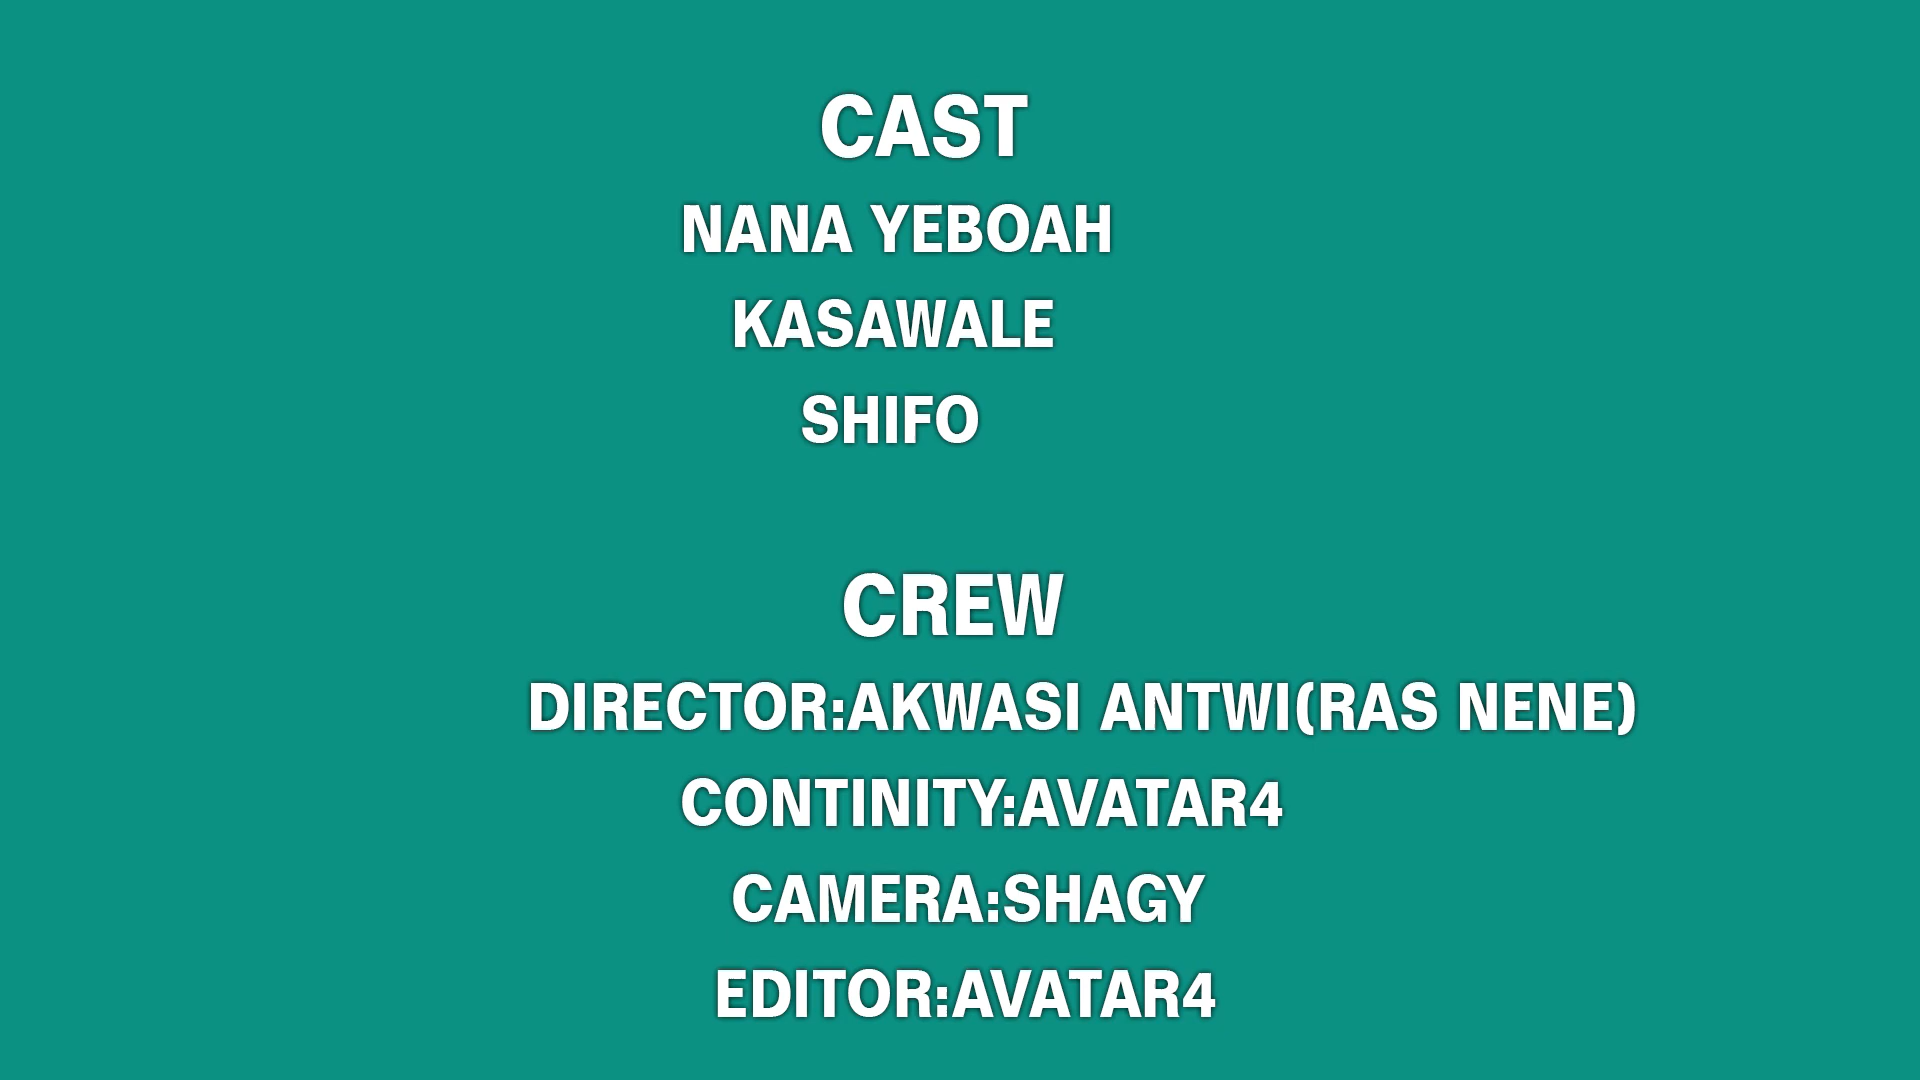 CAST
NANA YEBOAH
KASAWALE
SHIFO
CREW
DIRECTOR:AKWASI ANTWI(RAS NENE)
CONTINITY:AVATAR4
CAMERA:SHAGY
EDITOR:AVATAR4